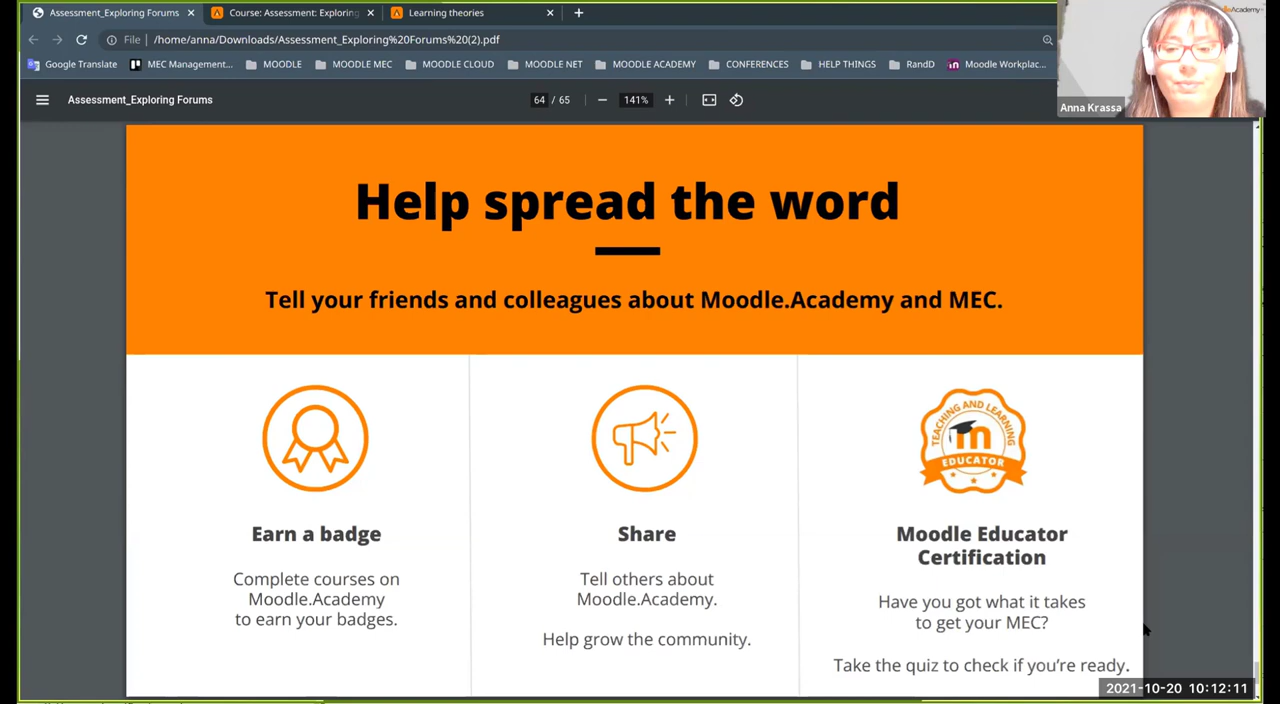 Assessment_Exploring Forums
Course: Assessment: Exploring
Learning theories
File
/home/anna/Downloads/Assessment_Exploring%20Forums%20(2).pdf
Google Translate
MEC Management...
MOODLE
MOODLE MEC
MOODLE CLOUD
MOODLE NET
MOODLE ACADEMY
CONFERENCES
HELP THINGS
RandD
Moodle Workplac...
Academy
Anna Krassa
Assessment_Exploring Forums
64 / 65
141%
Help spread the word
Tell your friends and colleagues about Moodle.Academy and MEC.
Earn a badge
Complete courses on
Moodle.Academy
to earn your badges.
Share
Tell others about
Moodle.Academy.
Help grow the community.
TEACHING AND LEARNING
m
EDUCATOR
Moodle Educator
Certification
Have you got what it takes
to get your MEC?
Take the quiz to check if you're ready.
2021-10-20 10:12:11